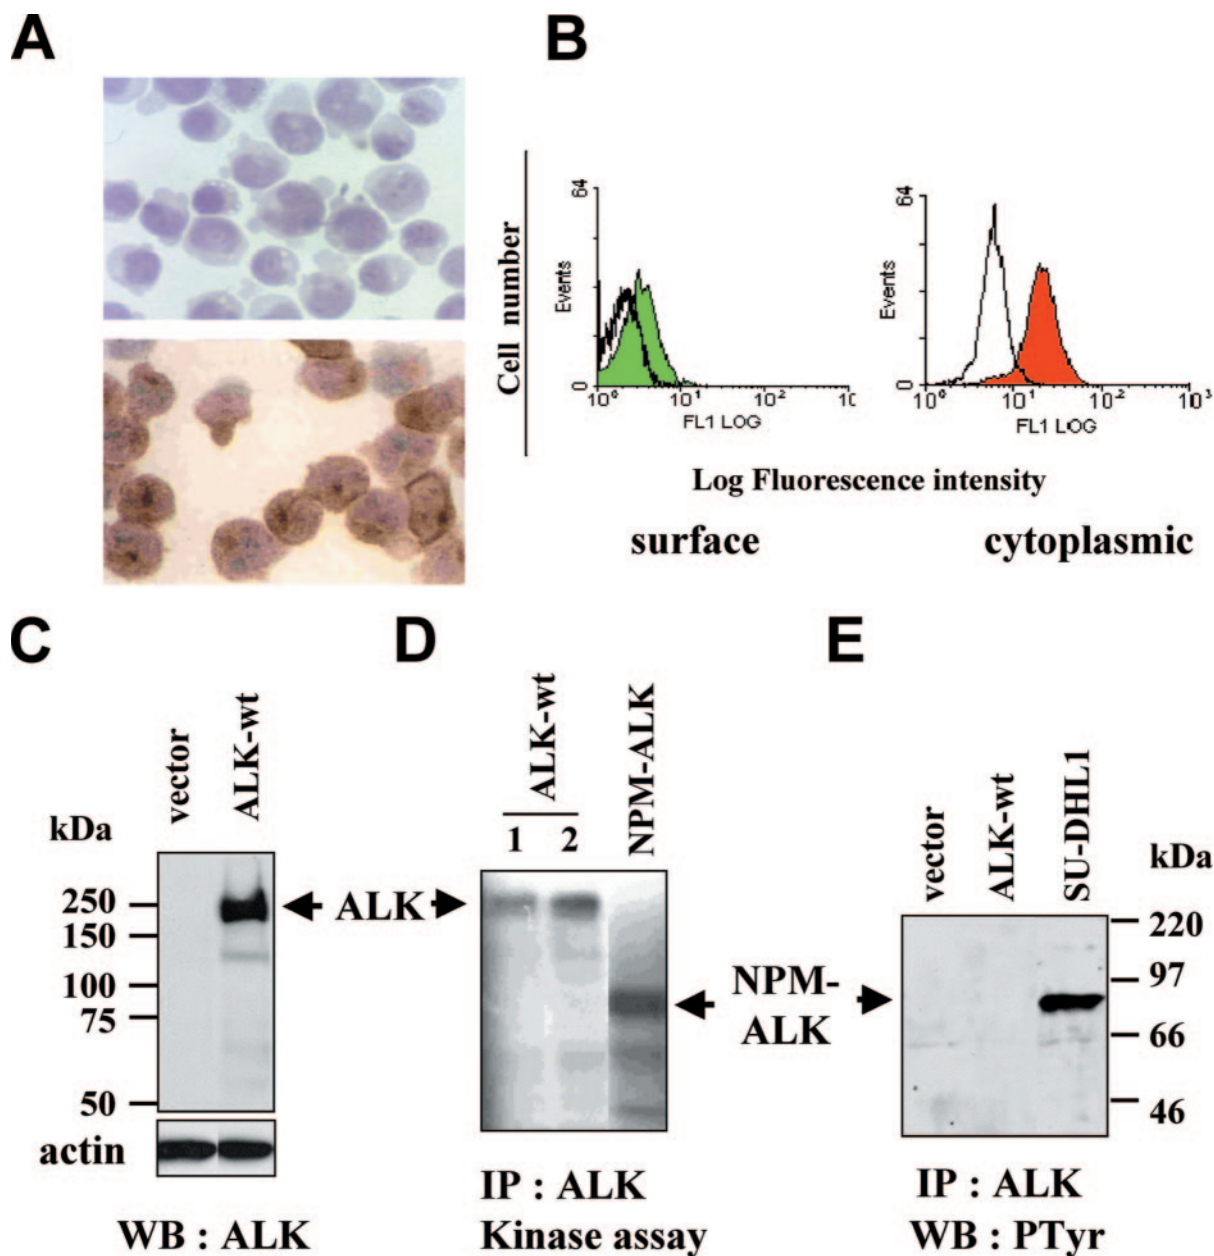 A
B
Cell number
64
Events
0
10⁰ 10¹ 10² 1(
FL1 LOG
64
Events
0
10⁰ 10¹ 10² 10³
FL1 LOG
Log Fluorescence intensity
surface
cytoplasmic
C
D
E
kDa
vector
ALK-wt
250
150
100
75
50
actin
WB : ALK
ALK
ALK-wt
1 2
NPM-ALK
IP : ALK
Kinase assay
NPM-
ALK
vector
ALK-wt
SU-DHL1
kDa
220
97
66
46
IP : ALK
WB : PTyr